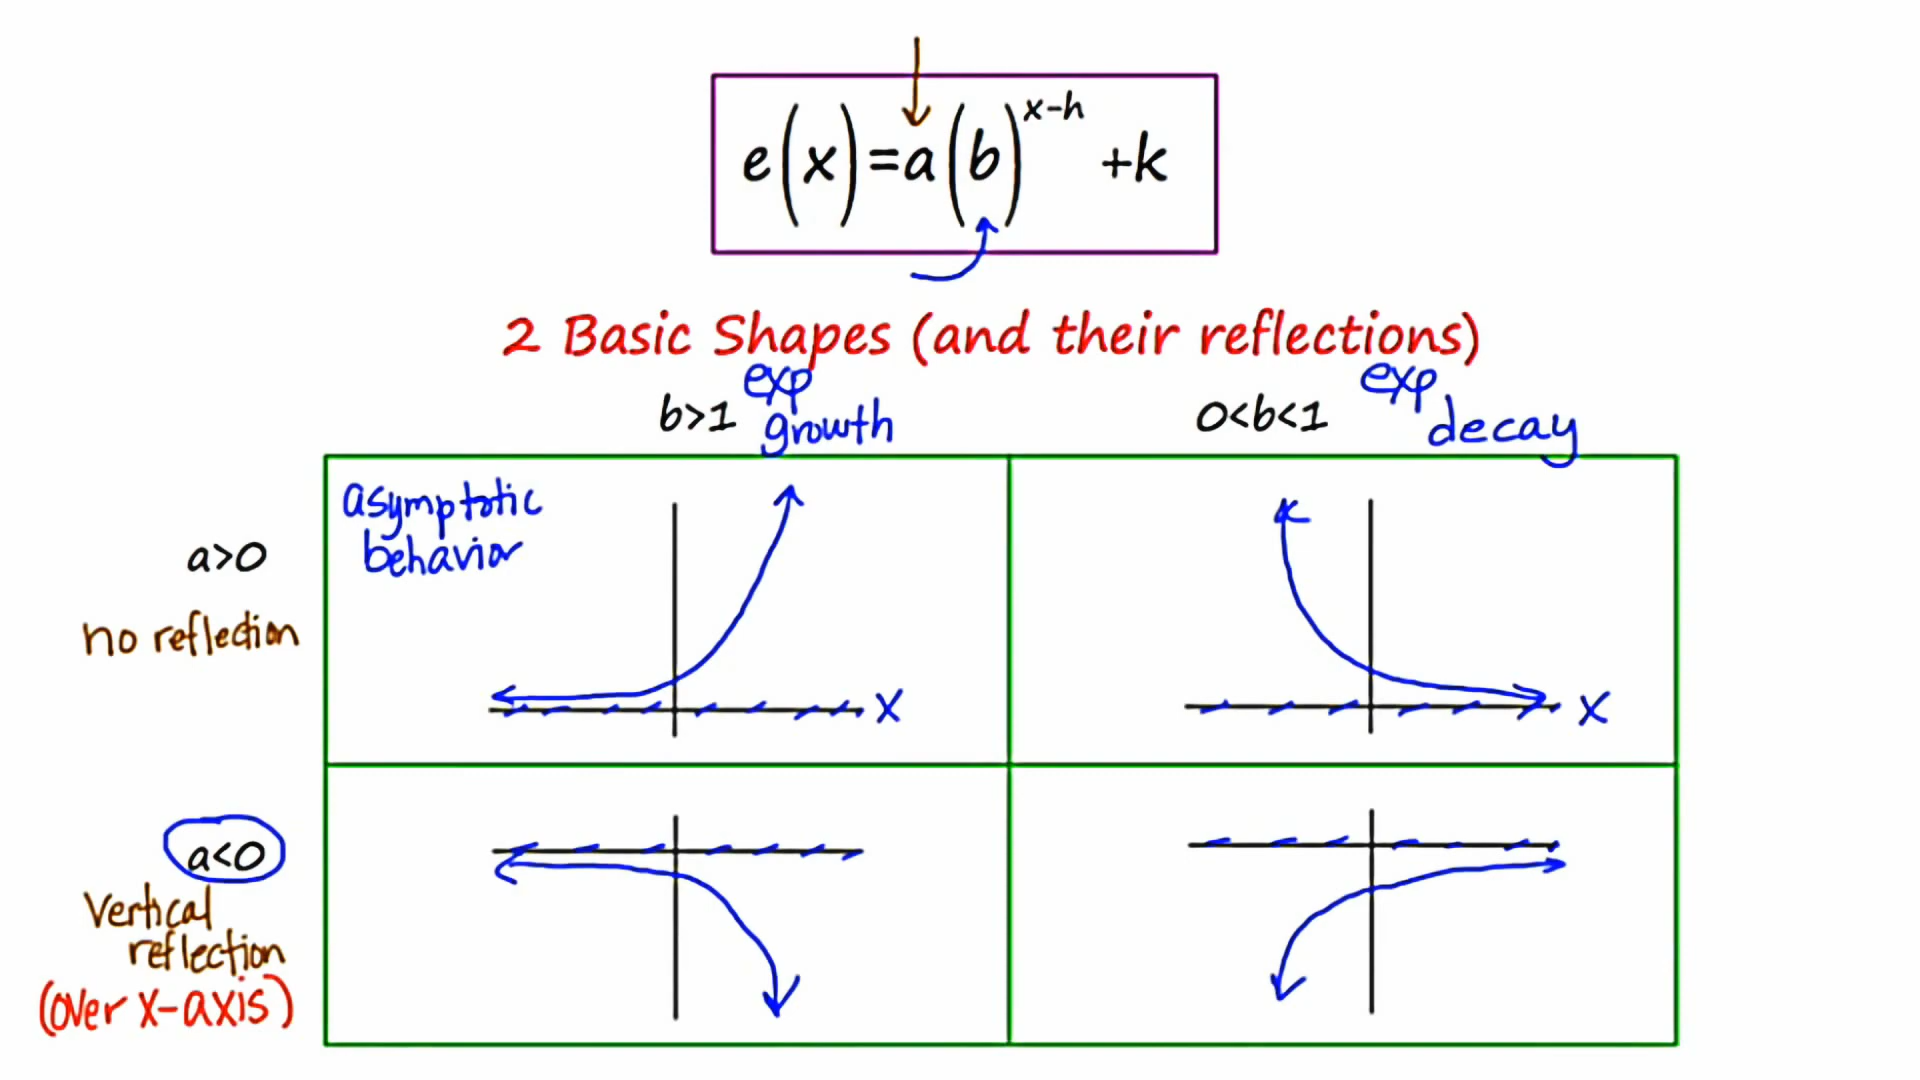 e(x)=a(b)^{x-h} +k
2 Basic Shapes (and their reflections)
b>1 exp growth
0<b<1 exp decay
asymptotic
behavior
a>0
no reflection
x
x
a<0
Vertical
reflection
(over x-axis)